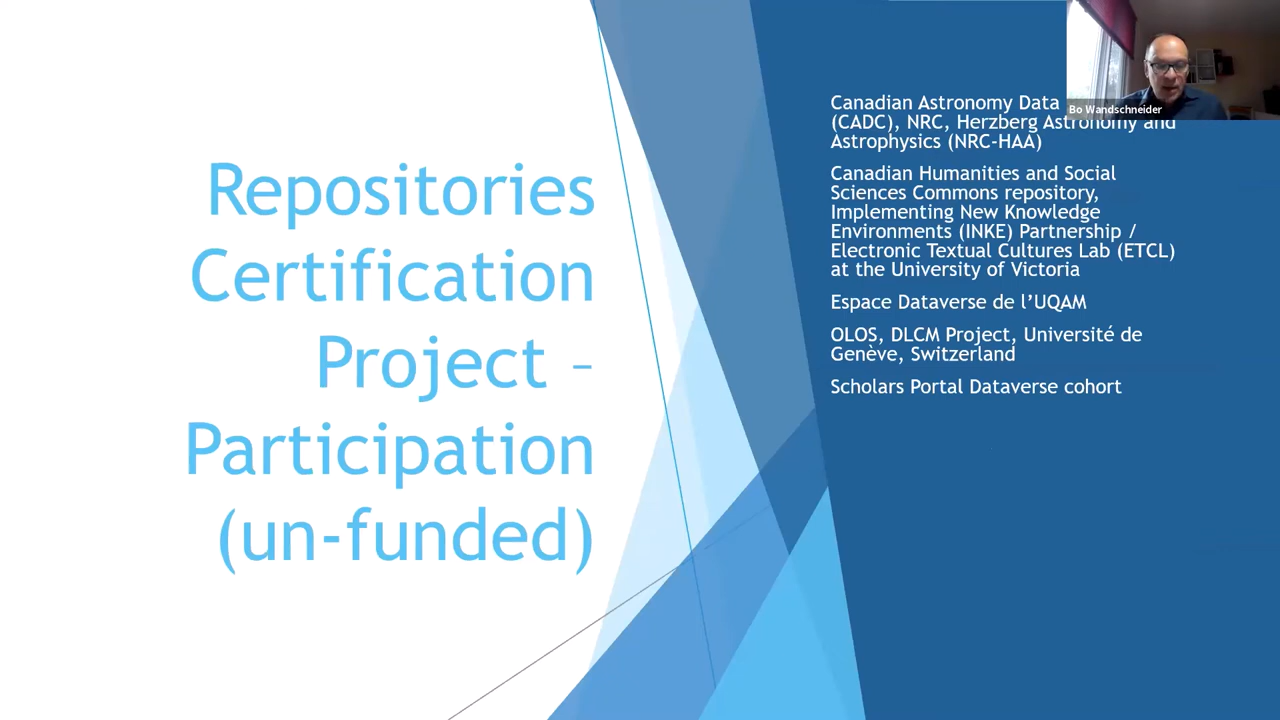 Repositories
Certification
Project –
Participation
(un-funded)
Canadian Astronomy Data
(CADC), NRC, Herzberg Astronomy and
Astrophysics (NRC-HAA)
Canadian Humanities and Social
Sciences Commons repository,
Implementing New Knowledge
Environments (INKE) Partnership /
Electronic Textual Cultures Lab (ETCL)
at the University of Victoria
Espace Dataverse de l’UQAM
OLOS, DLCM Project, Université de
Genève, Switzerland
Scholars Portal Dataverse cohort
Bo Wandschneider